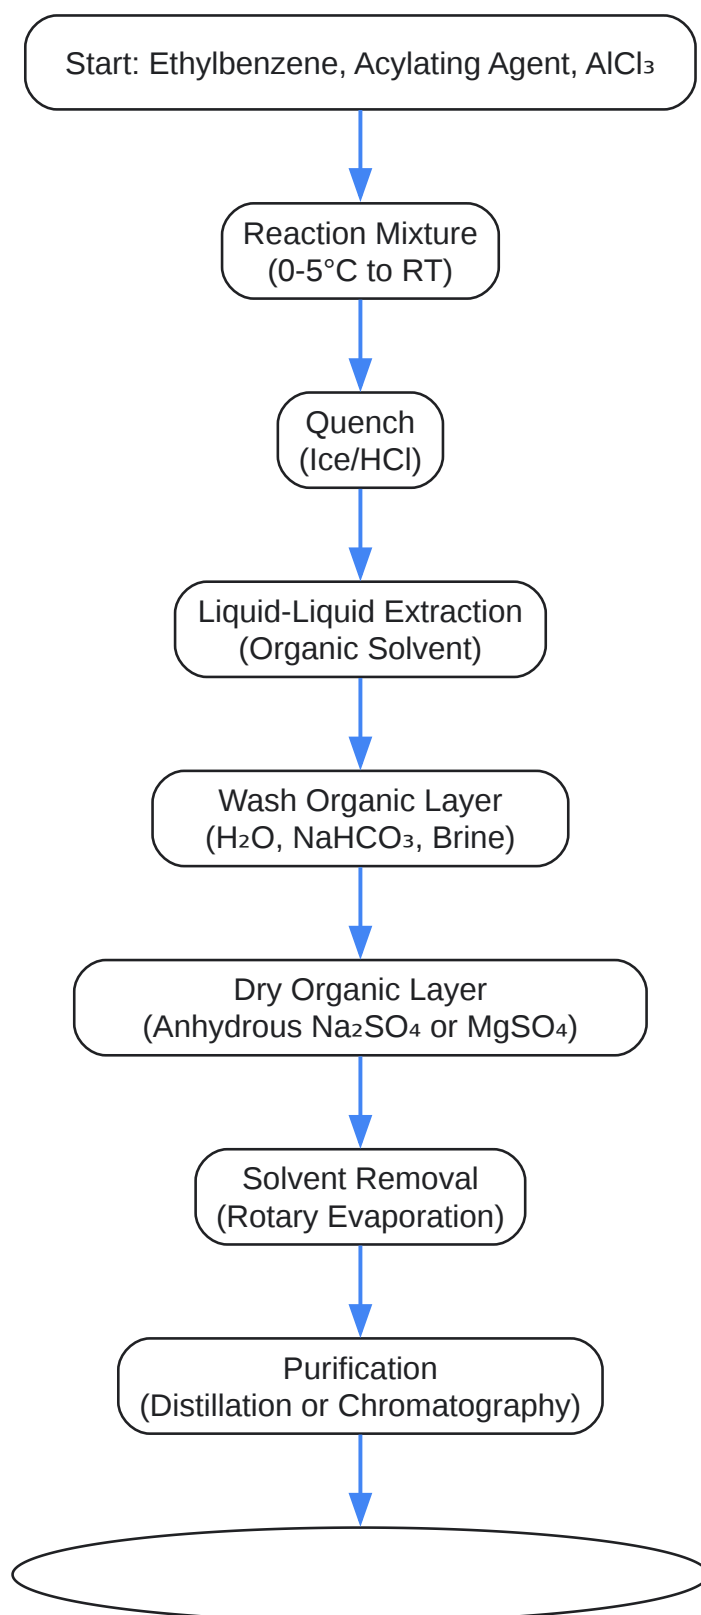 Start: Ethylbenzene, Acylating Agent, AlCl₃
Reaction Mixture
(0-5°C to RT)
Quench
(Ice/HCl)
Liquid-Liquid Extraction
(Organic Solvent)
Wash Organic Layer
(H₂O, NaHCO₃, Brine)
Dry Organic Layer
(Anhydrous Na₂SO₄ or MgSO₄)
Solvent Removal
(Rotary Evaporation)
Purification
(Distillation or Chromatography)